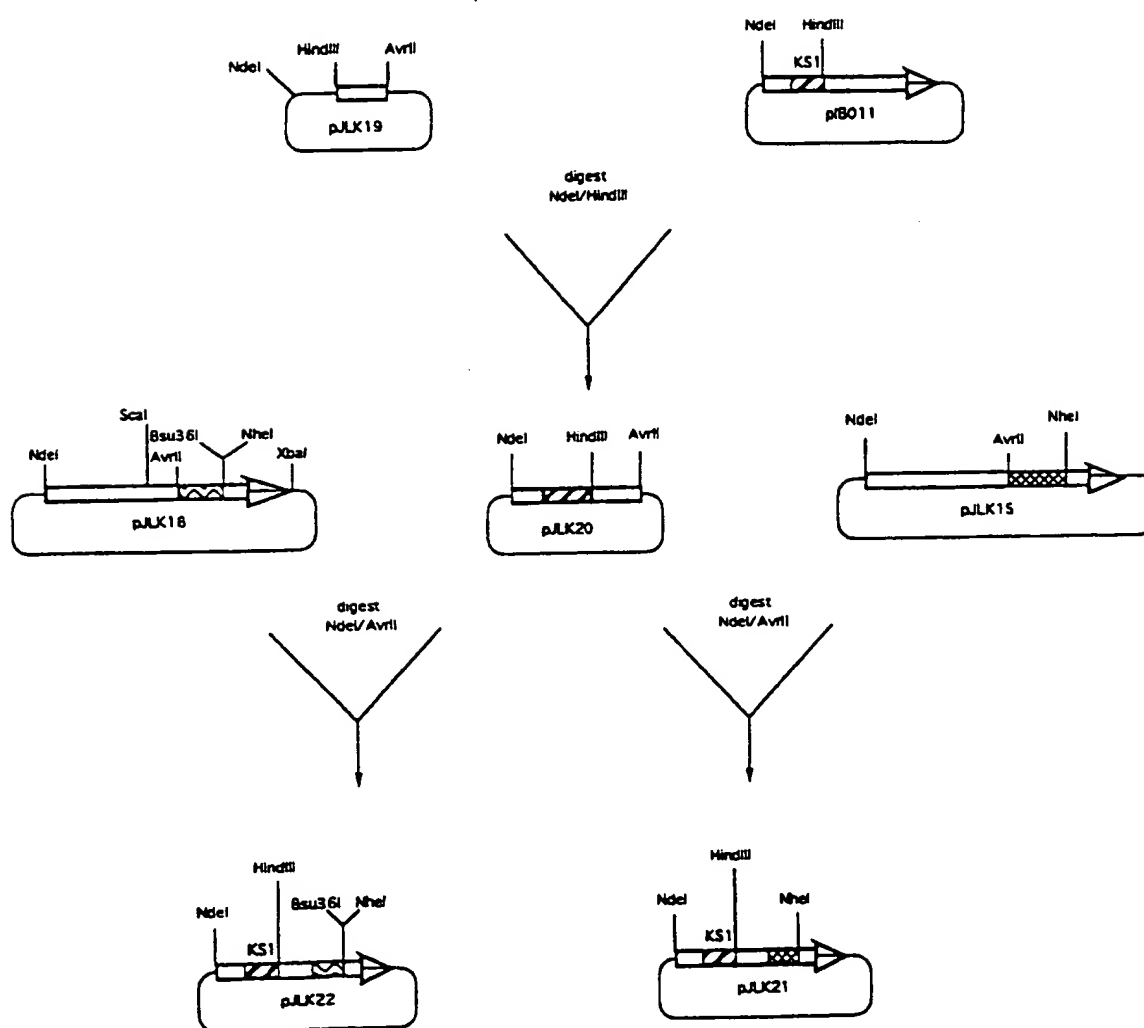 HindIII
AvrII
NdeI
pJLK19
NdeI
HindIII
KS1
pIB011
digest
NdeI/HindIII
ScaI
Bsu36I
NheI
NdeI
AvrII
XbaI
pJLK18
NdeI
HindIII
AvrII
pJLK20
NdeI
AvrII
NheI
pJLK15
digest
NdeI/AvrII
digest
NdeI/AvrII
HindIII
Bsu36I
NheI
NdeI
KS1
pJLK22
HindIII
NdeI
KS1
NheI
pJLK21